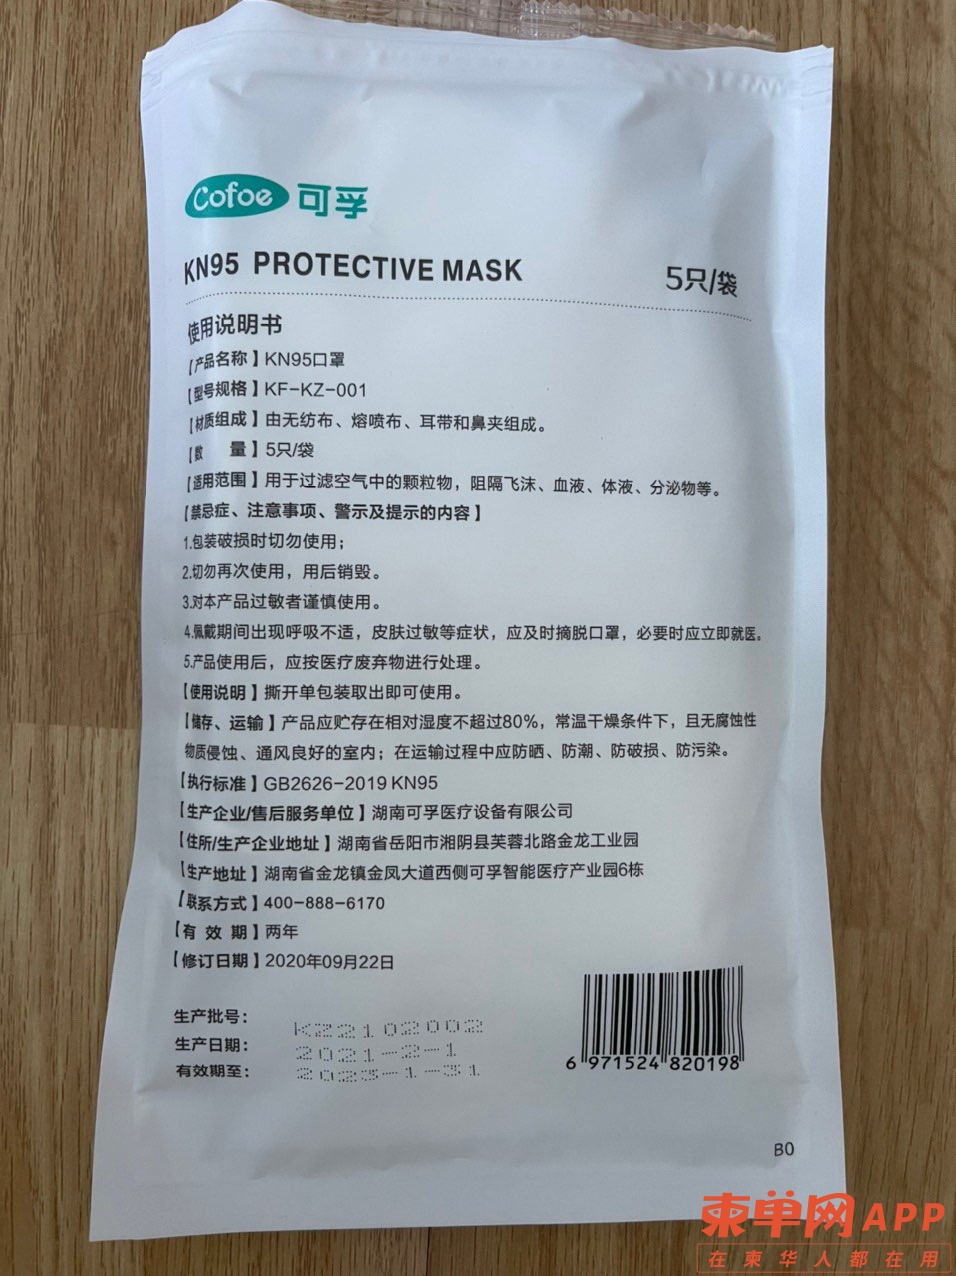 Cofoe 可孚
KN95 PROTECTIVE MASK
5只/袋
使用说明书
【产品名称】KN95口罩
【型号规格】KF-KZ-001
【材质组成】由无纺布、熔喷布、耳带和鼻夹组成。
【数 量】5只/袋
【适用范围】用于过滤空气中的颗粒物，阻隔飞沫、血液、体液、分泌物等。
【禁忌症、注意事项、警示及提示的内容】
1.包装破损时切勿使用；
2.切勿再次使用，用后销毁。
3.对本产品过敏者谨慎使用。
4.佩戴期间出现呼吸不适，皮肤过敏等症状，应及时摘脱口罩，必要时应立即就医。
5.产品使用后，应按医疗废弃物进行处理。
【使用说明】撕开单包装取出即可使用。
【储存、运输】产品应贮存在相对湿度不超过80%，常温干燥条件下，且无腐蚀性
物质侵蚀、通风良好的室内；在运输过程中应防晒、防潮、防破损、防污染。
【执行标准】GB2626-2019 KN95
【生产企业/售后服务单位】湖南可孚医疗设备有限公司
【住所/生产企业地址】湖南省岳阳市湘阴县芙蓉北路金龙工业园
【生产地址】湖南省金龙镇金凤大道西侧可孚智能医疗产业园6栋
【联系方式】400-888-6170
【有 效 期】两年
【修订日期】2020年09月22日
生产批号: KZ2102002
生产日期: 2021-2-1
有效期至: 2023-1-31
6 971524 820198
B0
柬单网APP
在柬华人都在用